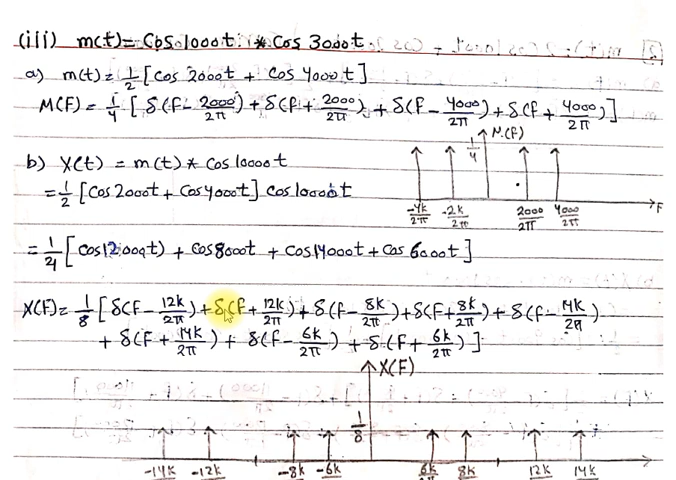 (iii) m(t) = Cos 1000t * Cos 3000t
a) m(t) = 1/2 [cos 2000t + cos 4000t]
M(F) = 1/4 [δ(F - 2000/2π) + δ(F + 2000/2π) + δ(F - 4000/2π) + δ(F + 4000/2π)]
M(F)
1/4
-4k/2π -2k/2π 2000/2π 4000/2π F
b) X(t) = m(t) * cos 10000t
= 1/2 [cos 2000t + cos 4000t] cos 10000t
= 1/4 [cos 12000t) + cos 8000t + cos 14000t + cos 6000t]
X(F) = 1/8 [δ(F - 12k/2π) + δ(F + 12k/2π) + δ(F - 8k/2π) + δ(F + 8k/2π) + δ(F - 14k/2π)
+ δ(F + 14k/2π) + δ(F - 6k/2π) + δ(F + 6k/2π)]
X(F)
1/8
-14k -12k -8k -6k 6k/2π 8k 12k 14k